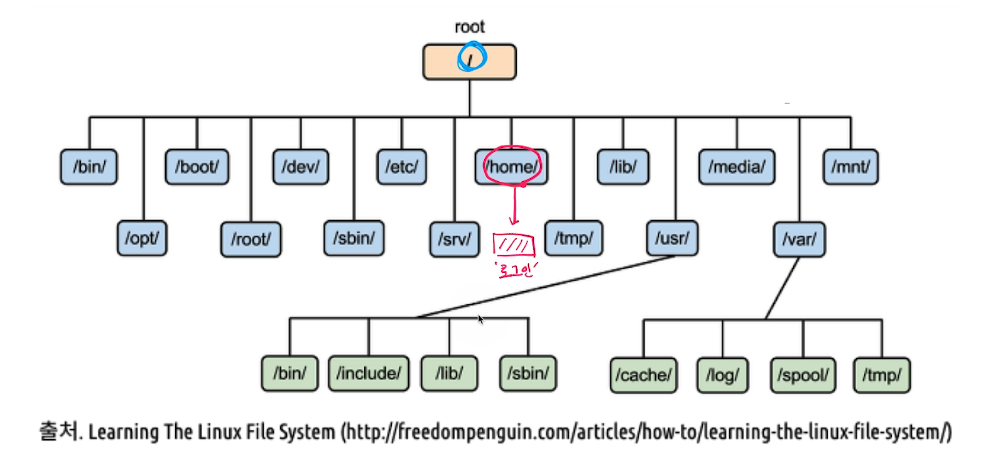 root
/
/bin/ /boot/ /dev/ /etc/ /home/ /lib/ /media/ /mnt/
/opt/ /root/ /sbin/ /srv/ /tmp/ /usr/ /var/
'로그인'
/bin/ /include/ /lib/ /sbin/ /cache/ /log/ /spool/ /tmp/
출처. Learning The Linux File System (http://freedompenguin.com/articles/how-to/learning-the-linux-file-system/)